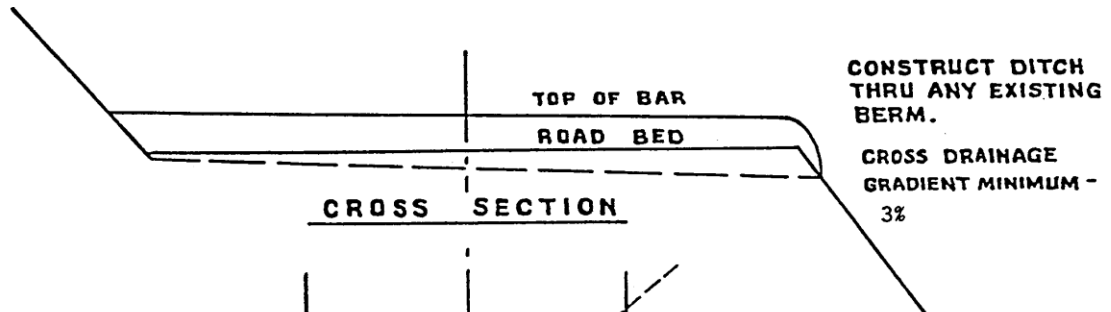 TOP OF BAR
ROAD BED
CROSS SECTION
CONSTRUCT DITCH
THRU ANY EXISTING
BERM.
CROSS DRAINAGE
GRADIENT MINIMUM -
3%